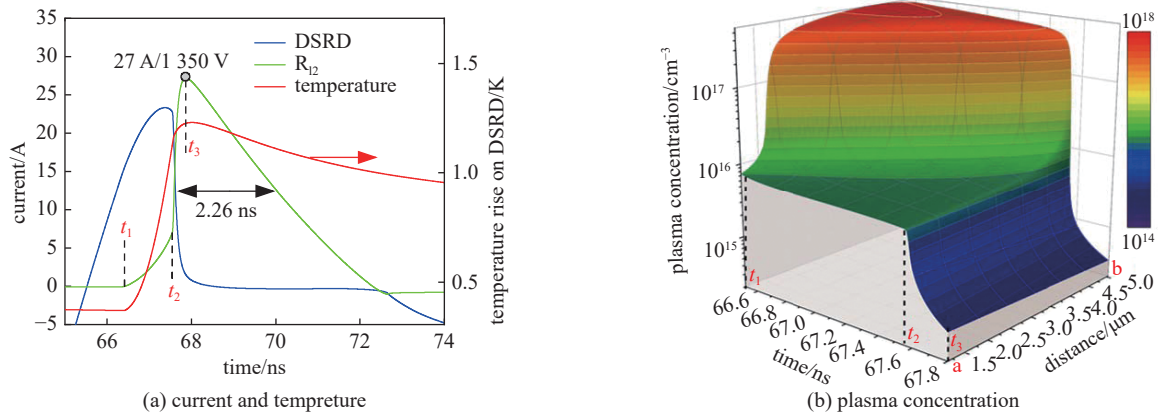 35
30
25
20
15
10
5
0
−5
current/A
66
68
70
72
74
time/ns
1.5
1.0
0.5
temperature rise on DSRD/K
DSRD
R12
temperature
27 A/1 350 V
t1
t2
t3
2.26 ns
(a) current and tempreture
plasma concentration/cm−3
10^17
10^16
10^15
t1
66.6
66.8
67.0
67.2
67.4
67.6
67.8
time/ns
t2
t3
a
1.5
2.0
2.5
3.0
3.5
4.0
4.5
5.0
b
distance/μm
10^18
10^14
(b) plasma concentration